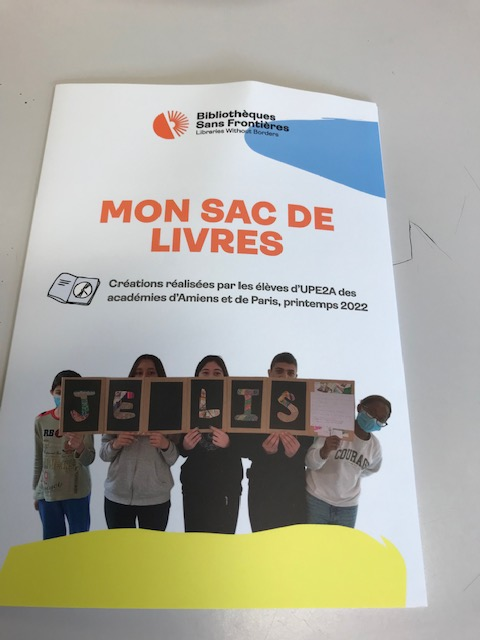 Bibliothèques
Sans Frontières
Libraries Without Borders
MON SAC DE
LIVRES
Créations réalisées par les élèves d'UPE2A des
académies d'Amiens et de Paris, printemps 2022
JE LIS
COURAG